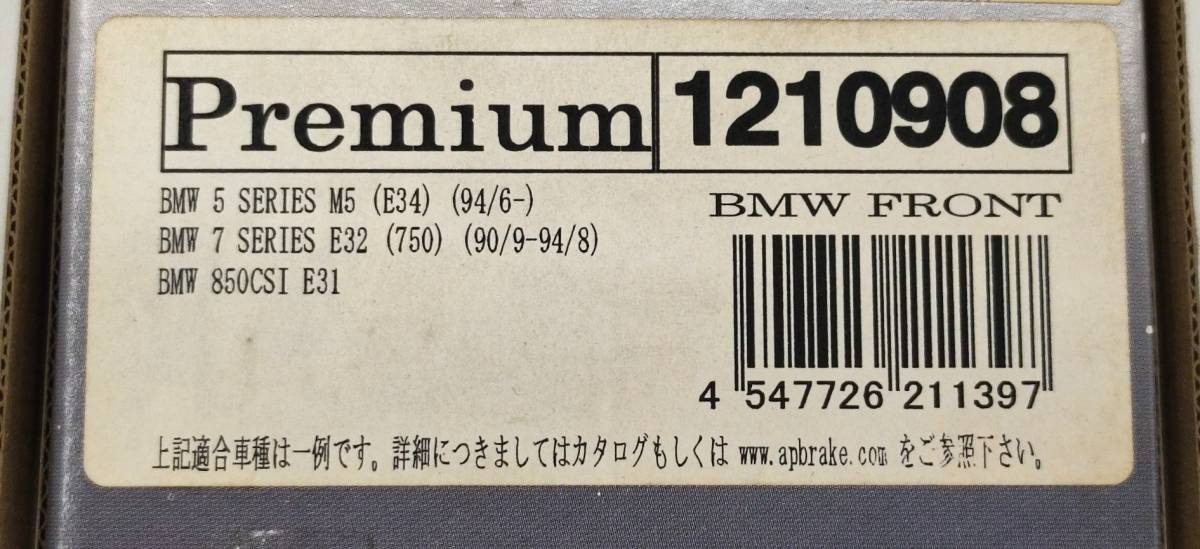 Premium 1210908
BMW 5 SERIES M5 (E34) (94/6-)
BMW 7 SERIES E32 (750) (90/9-94/8)
BMW 850CSI E31
BMW FRONT
4 547726 211397
上記適合車種は一例です。詳細につきましてはカタログもしくは www.apbrake.com をご参照下さい。